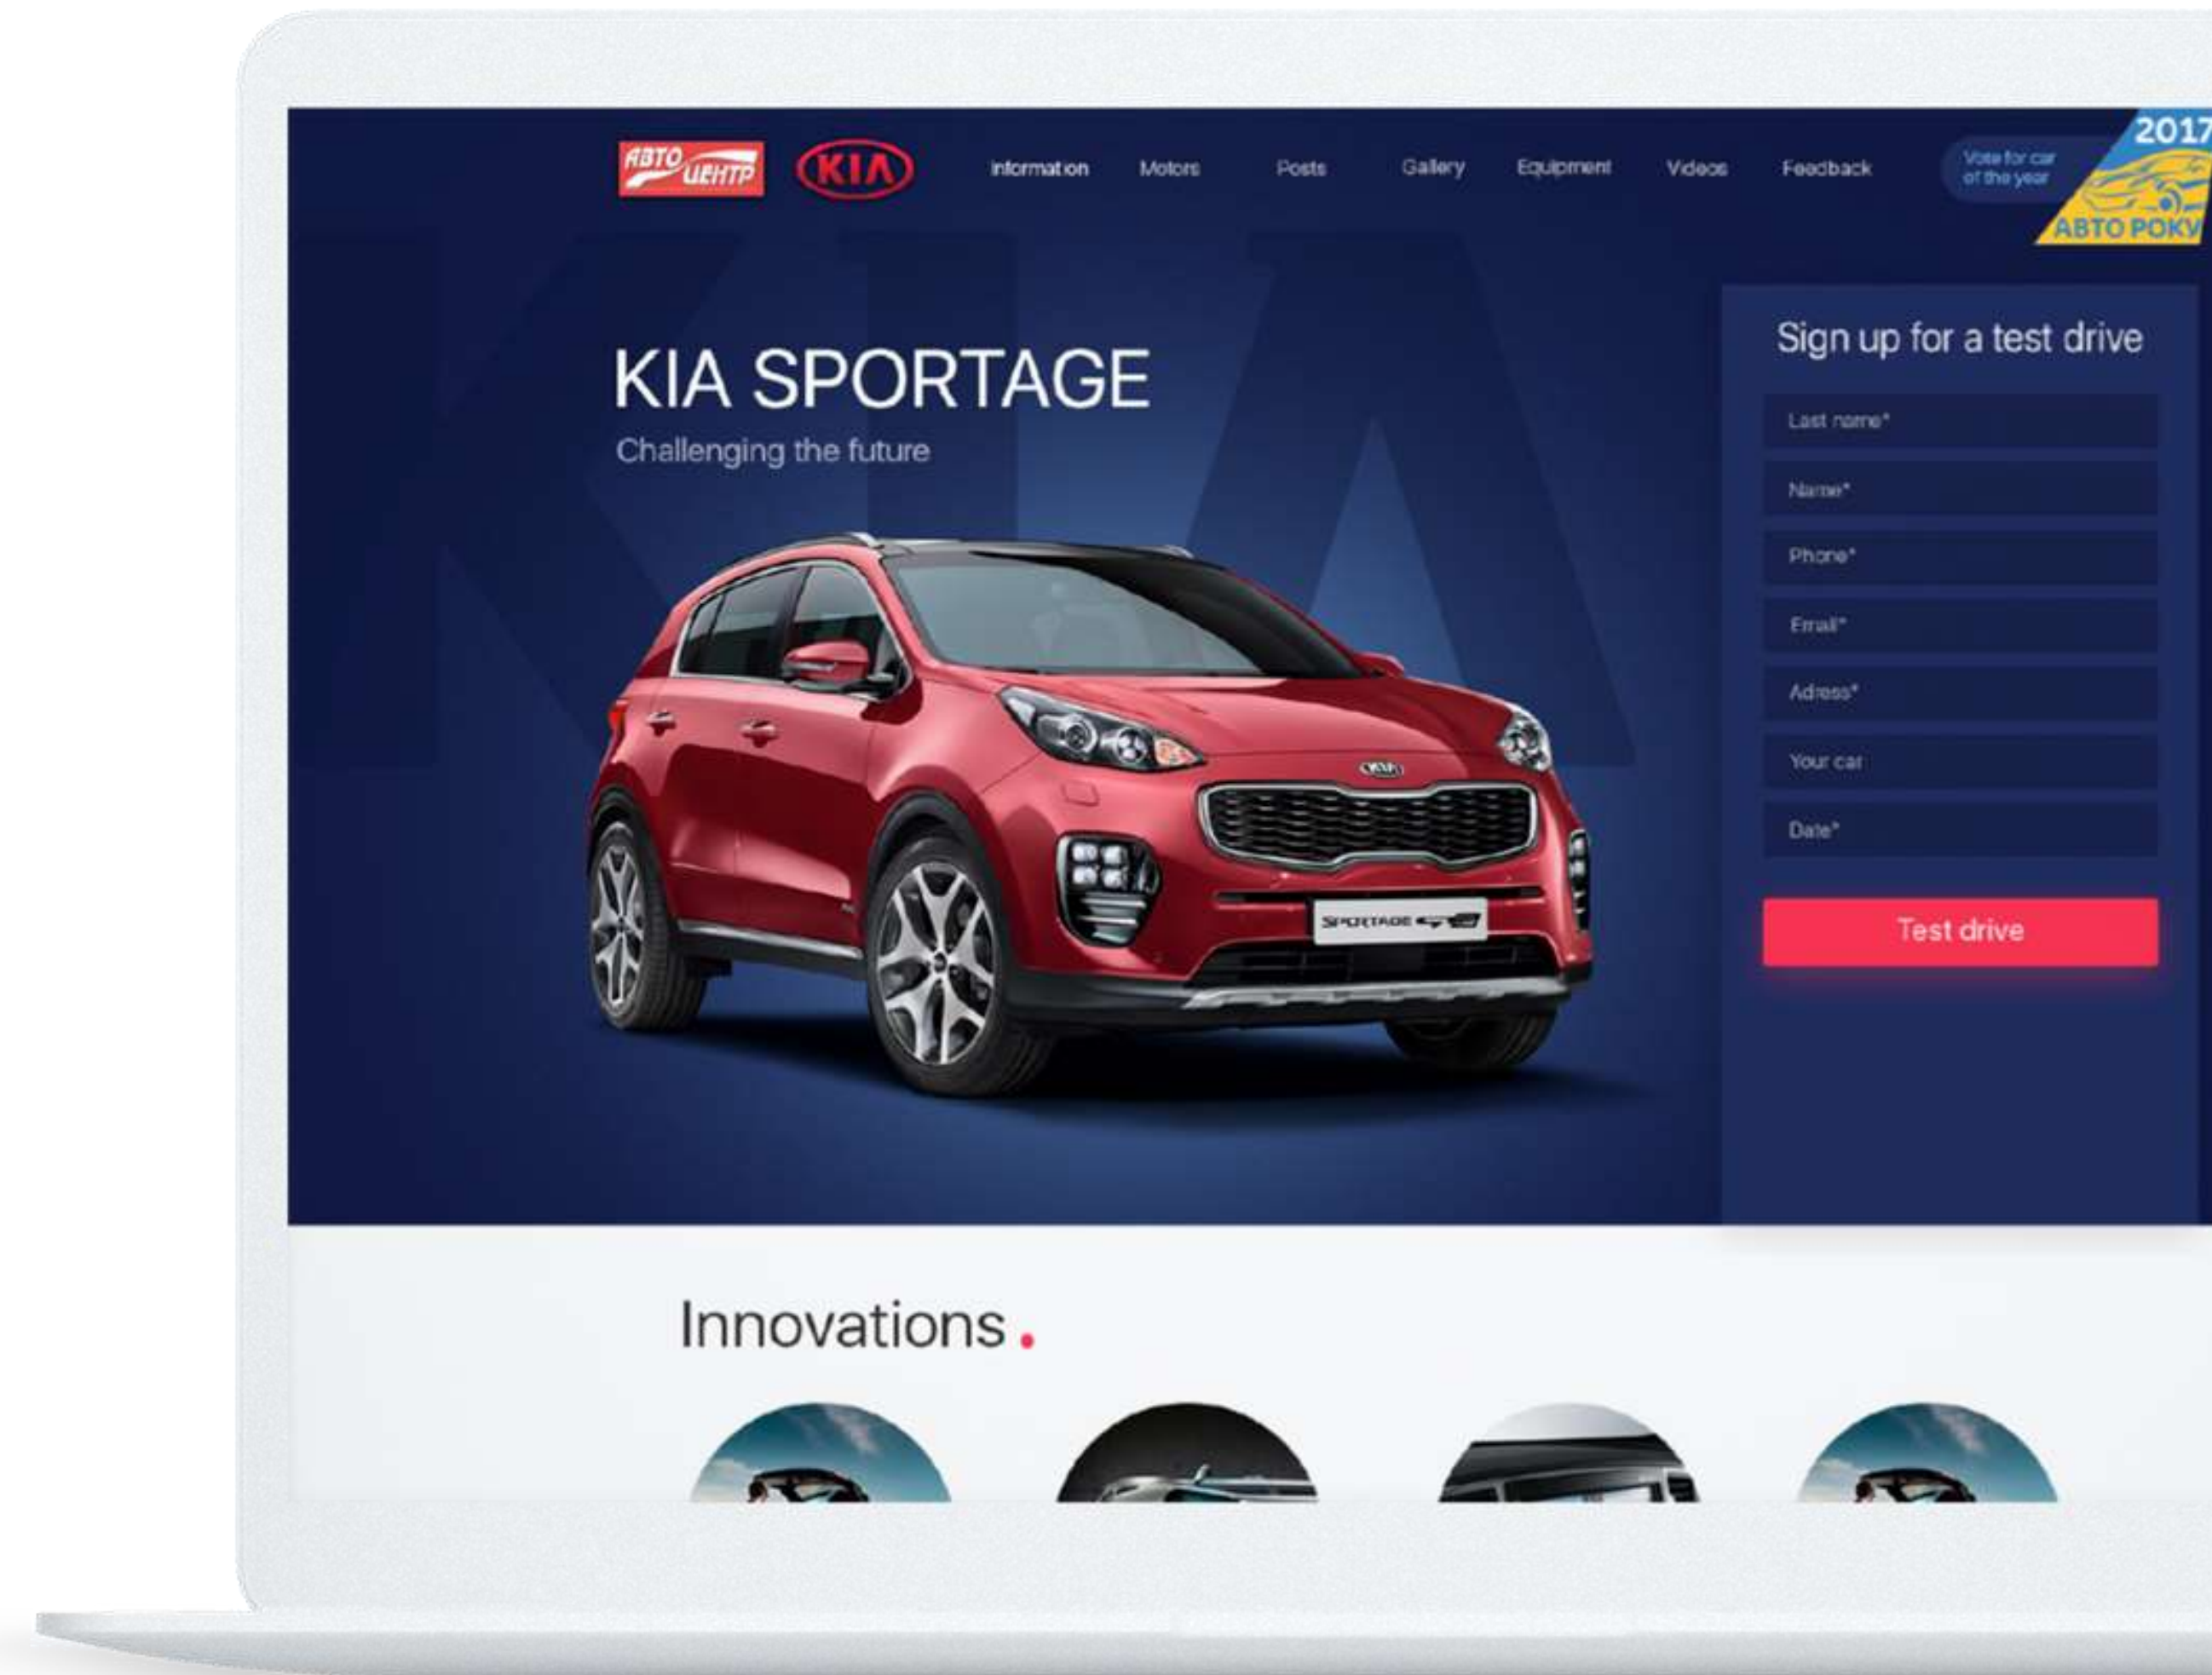 АВТО
ЦЕНТР
KIA
Information
Motors
Posts
Gallery
Equipment
Videos
Feedback
Vote for car
of the year
2017
АВТО РОКУ
KIA
KIA SPORTAGE
Challenging the future
KIA
SPORTAGE
Sign up for a test drive
Last name*
Name*
Phone*
Email*
Adress*
Your car
Date*
Test drive
Innovations.